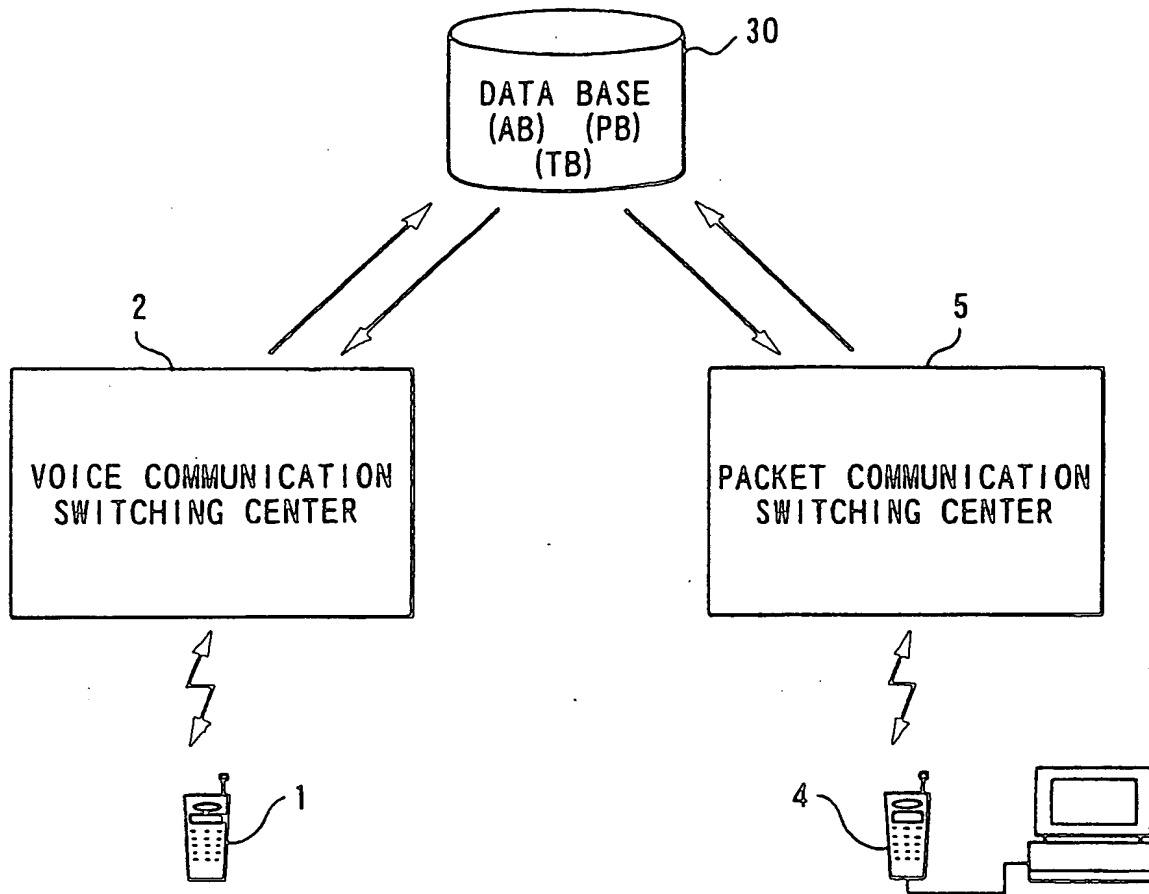 30
DATA BASE
(AB) (PB)
(TB)
2
5
VOICE COMMUNICATION
SWITCHING CENTER
PACKET COMMUNICATION
SWITCHING CENTER
1
4